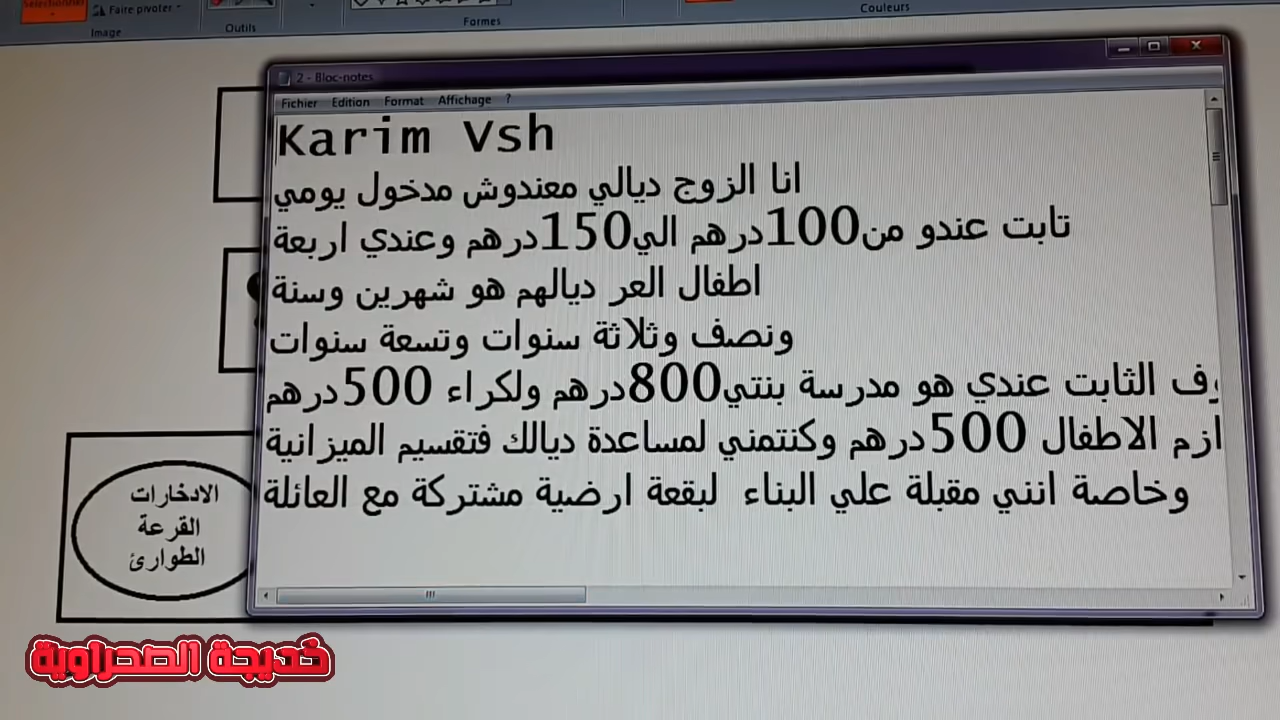 Sélectionner
Faire pivoter
Image
Outils
Formes
Couleurs
2 - Bloc-notes
Fichier Edition Format Affichage ?
Karim Vsh
انا الزوج ديالي معندوش مدخول يومي
تابت عندو من100درهم الي150درهم وعندي اربعة
اطفال العر ديالهم هو شهرين وسنة
ونصف وثلاثة سنوات وتسعة سنوات
الثابت عندي هو مدرسة بنتي800درهم ولكراء 500درهم
الاطفال 500درهم وكنتمني لمساعدة ديالك فتقسيم الميزانية
وخاصة انني مقبلة علي البناء لبقعة ارضية مشتركة مع العائلة
الادخارات
القرعة
الطوارئ
خديجة الصحراوية